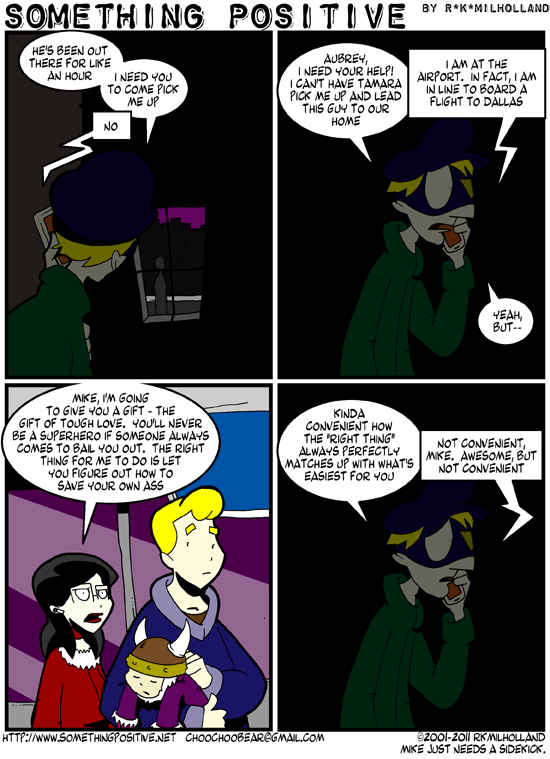 SOMETHING POSITIVE
BY R*K*MILHOLLAND
HE'S BEEN OUT
THERE FOR LIKE
AN HOUR
I NEED YOU
TO COME PICK
ME UP
NO
AUBREY,
I NEED YOUR HELP!
I CAN'T HAVE TAMARA
PICK ME UP AND LEAD
THIS GUY TO OUR
HOME
I AM AT THE
AIRPORT. IN FACT, I AM
IN LINE TO BOARD A
FLIGHT TO DALLAS
YEAH,
BUT--
MIKE, I'M GOING
TO GIVE YOU A GIFT - THE
GIFT OF TOUGH LOVE. YOU'LL NEVER
BE A SUPERHERO IF SOMEONE ALWAYS
COMES TO BAIL YOU OUT. THE RIGHT
THING FOR ME TO DO IS LET
YOU FIGURE OUT HOW TO
SAVE YOUR OWN ASS
KINDA
CONVENIENT HOW
THE "RIGHT THING"
ALWAYS PERFECTLY
MATCHES UP WITH WHAT'S
EASIEST FOR YOU
NOT CONVENIENT,
MIKE. AWESOME, BUT
NOT CONVENIENT
HTTP://WWW.SOMETHINGPOSITIVE.NET CHOOCHOOBEAR@GMAIL.COM
©2001-2011 RKMILHOLLAND
MIKE JUST NEEDS A SIDEKICK.